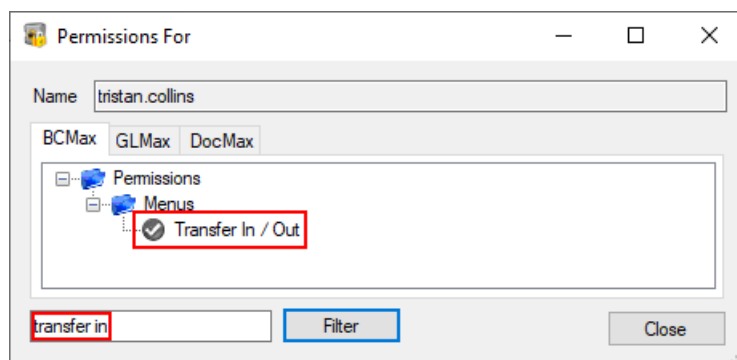 Permissions For
Name tristan.collins
BCMax GLMax DocMax
Permissions
Menus
Transfer In / Out
transfer in Filter Close